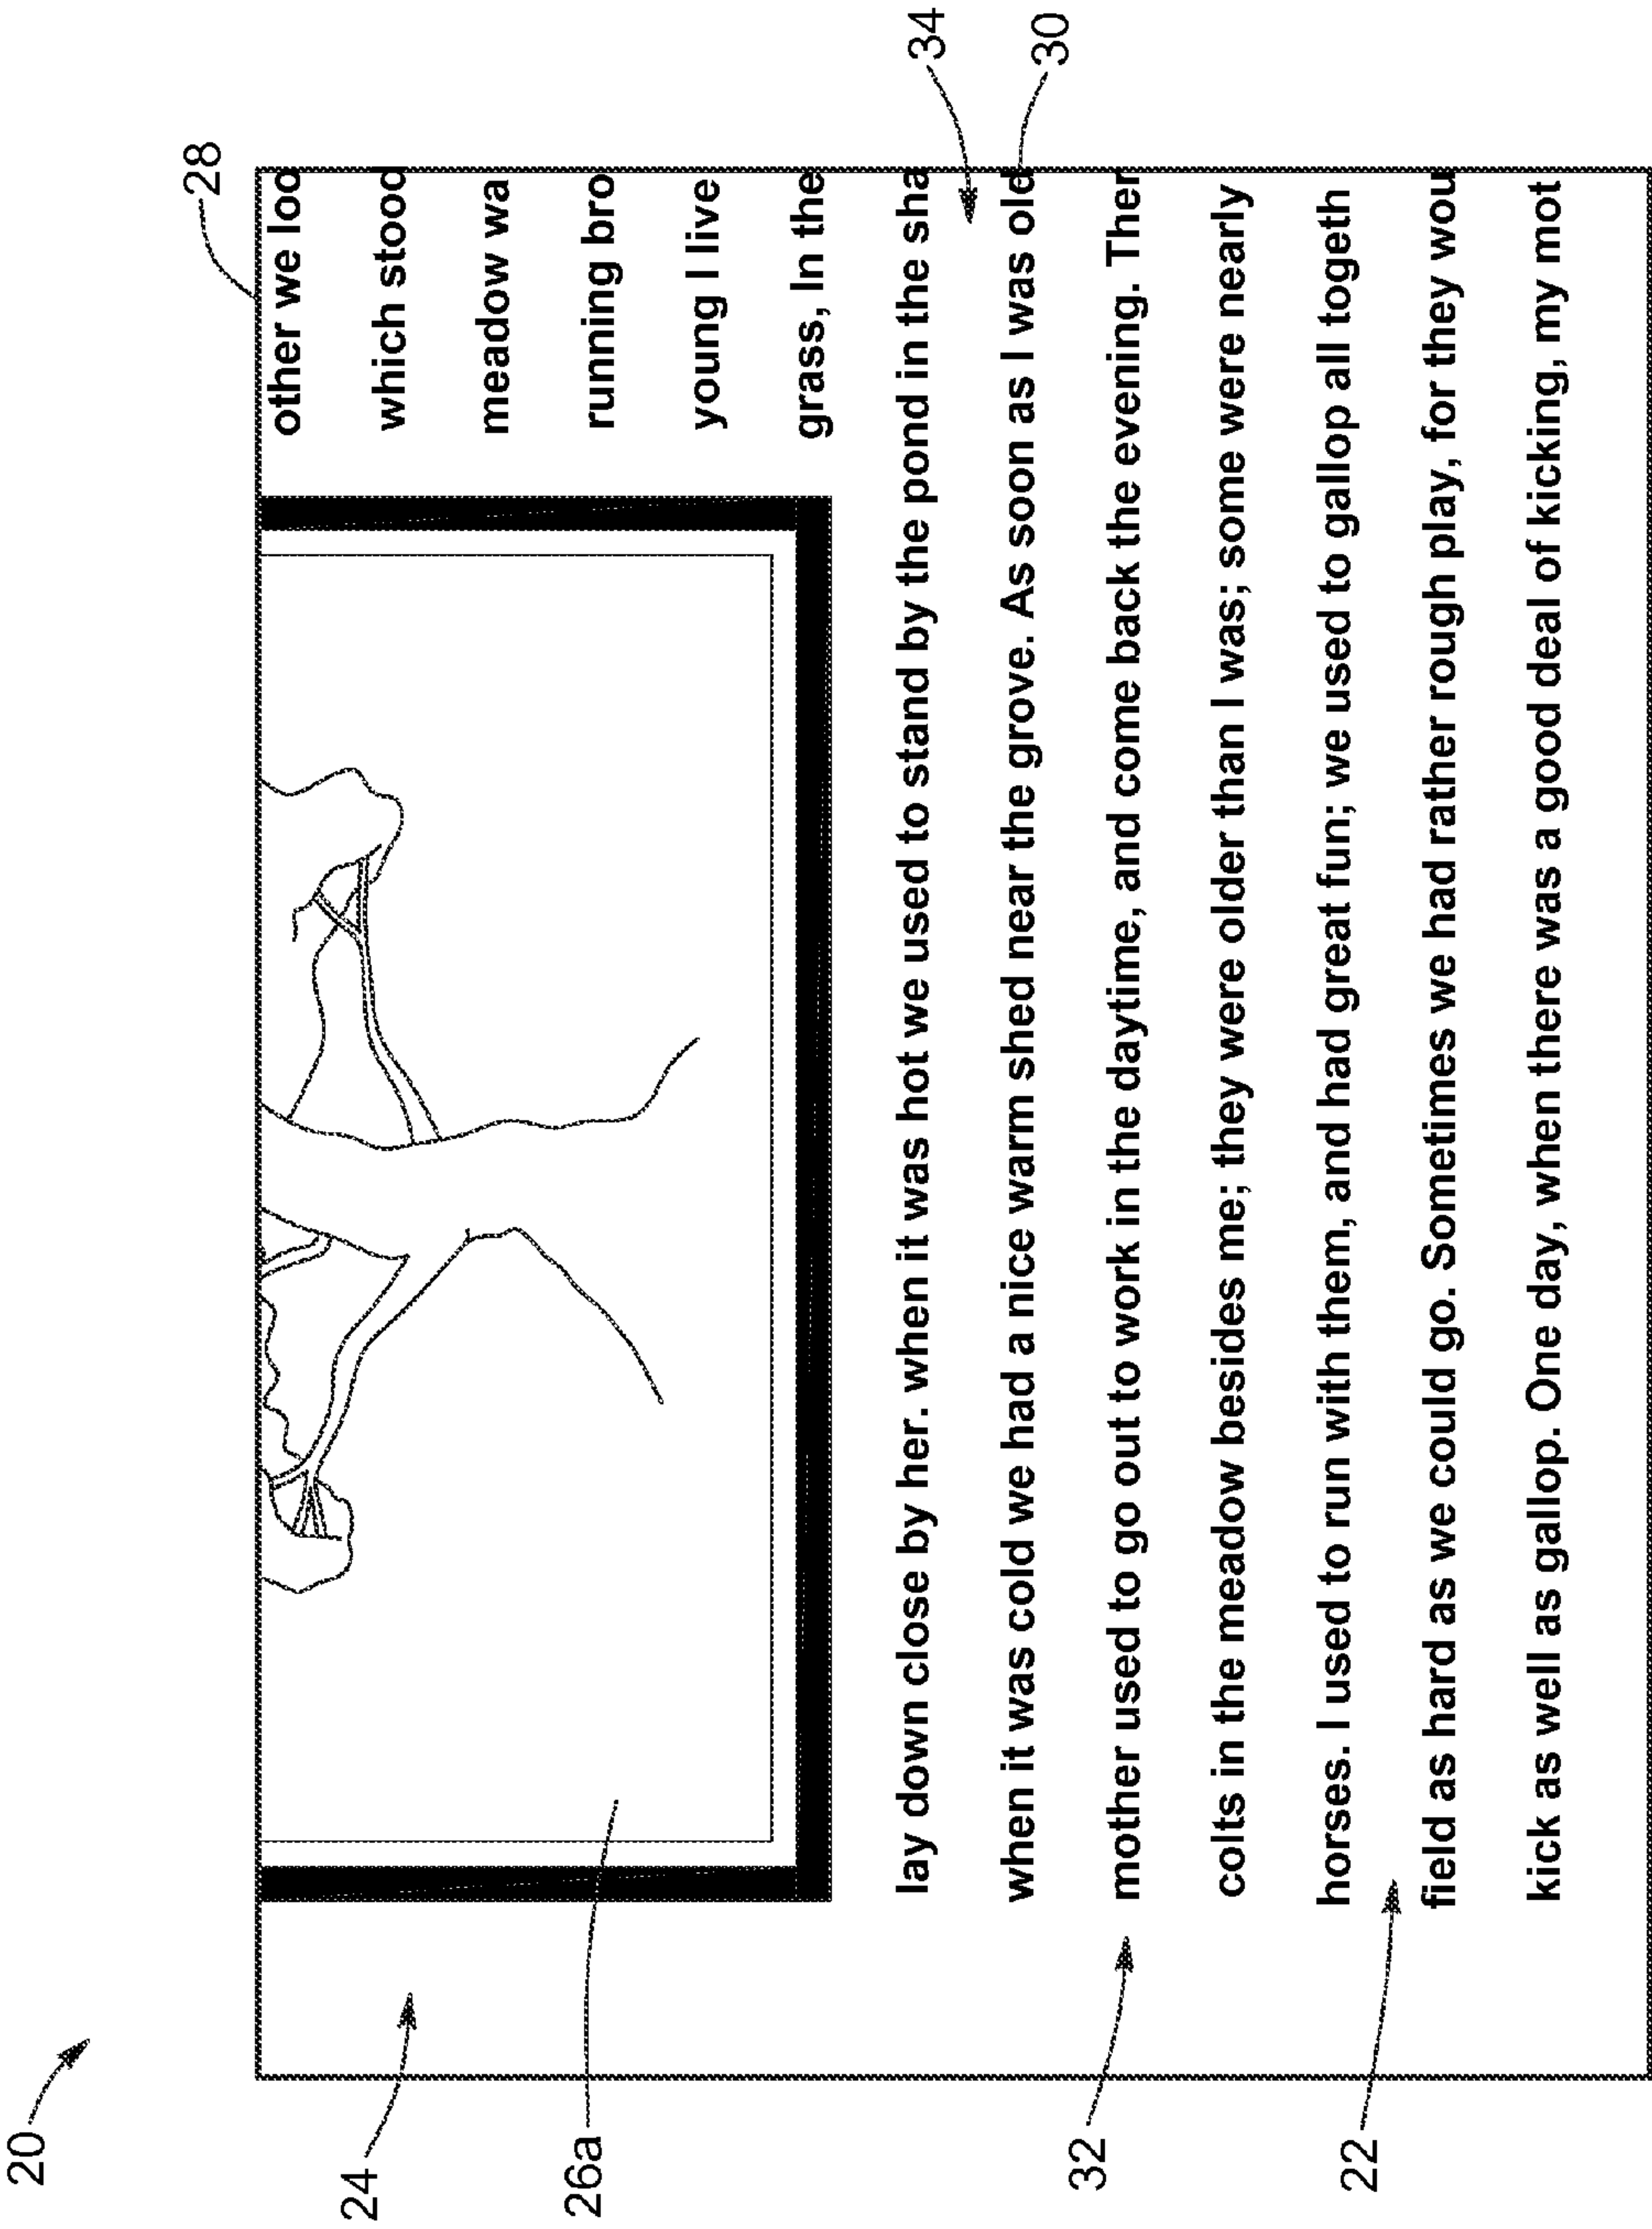 20
28
24
26a
other we loo
which stood
meadow wa
running bro
young I live
grass, In the
lay down close by her. when it was hot we used to stand by the pond in the sha
34
when it was cold we had a nice warm shed near the grove. As soon as I was old
30
32
mother used to go out to work in the daytime, and come back the evening. Ther
colts in the meadow besides me; they were older than I was; some were nearly
horses. I used to run with them, and had great fun; we used to gallop all togeth
22
field as hard as we could go. Sometimes we had rather rough play, for they wou
kick as well as gallop. One day, when there was a good deal of kicking, my mot